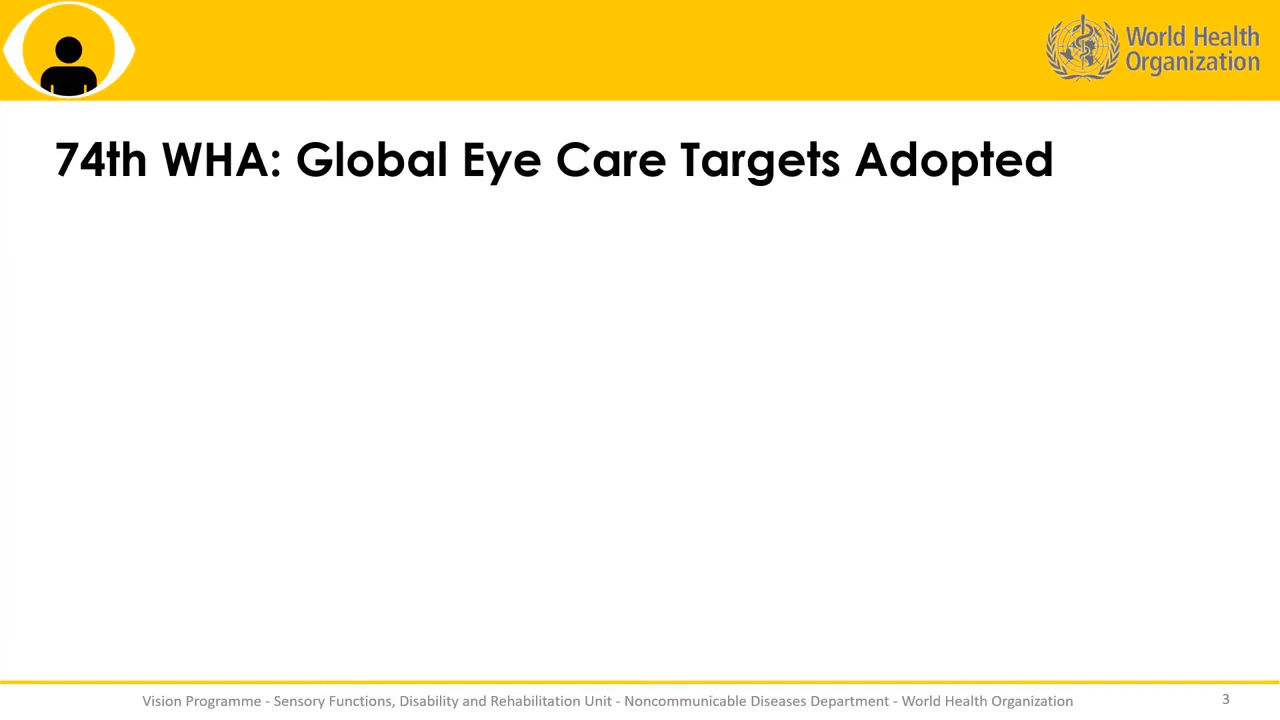 World Health
Organization
74th WHA: Global Eye Care Targets Adopted
Vision Programme - Sensory Functions, Disability and Rehabilitation Unit - Noncommunicable Diseases Department - World Health Organization
3